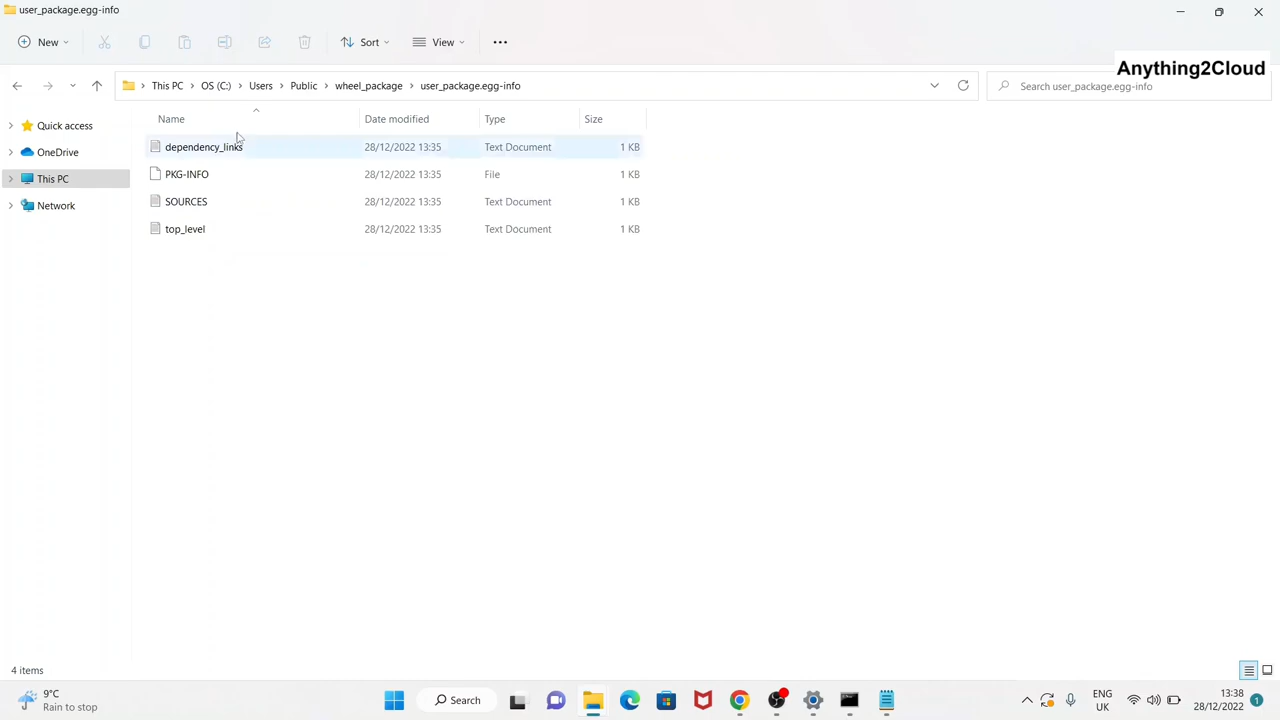 user_package.egg-info
New
Sort
View
Anything2Cloud
This PC
OS (C:)
Users
Public
wheel_package
user_package.egg-info
Search user_package.egg-info
Quick access
OneDrive
This PC
Network
Name Date modified Type Size
dependency_links 28/12/2022 13:35 Text Document 1 KB
PKG-INFO 28/12/2022 13:35 File 1 KB
SOURCES 28/12/2022 13:35 Text Document 1 KB
top_level 28/12/2022 13:35 Text Document 1 KB
4 items
9°C
Rain to stop
Search
ENG
UK
13:38
28/12/2022
1